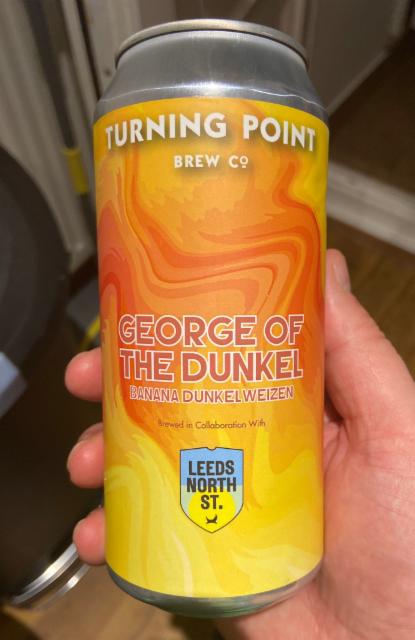 TURNING POINT
BREW Cº
GEORGE OF
THE DUNKEL
BANANA DUNKELWEIZEN
Brewed in Collaboration With
LEEDS
NORTH
ST.